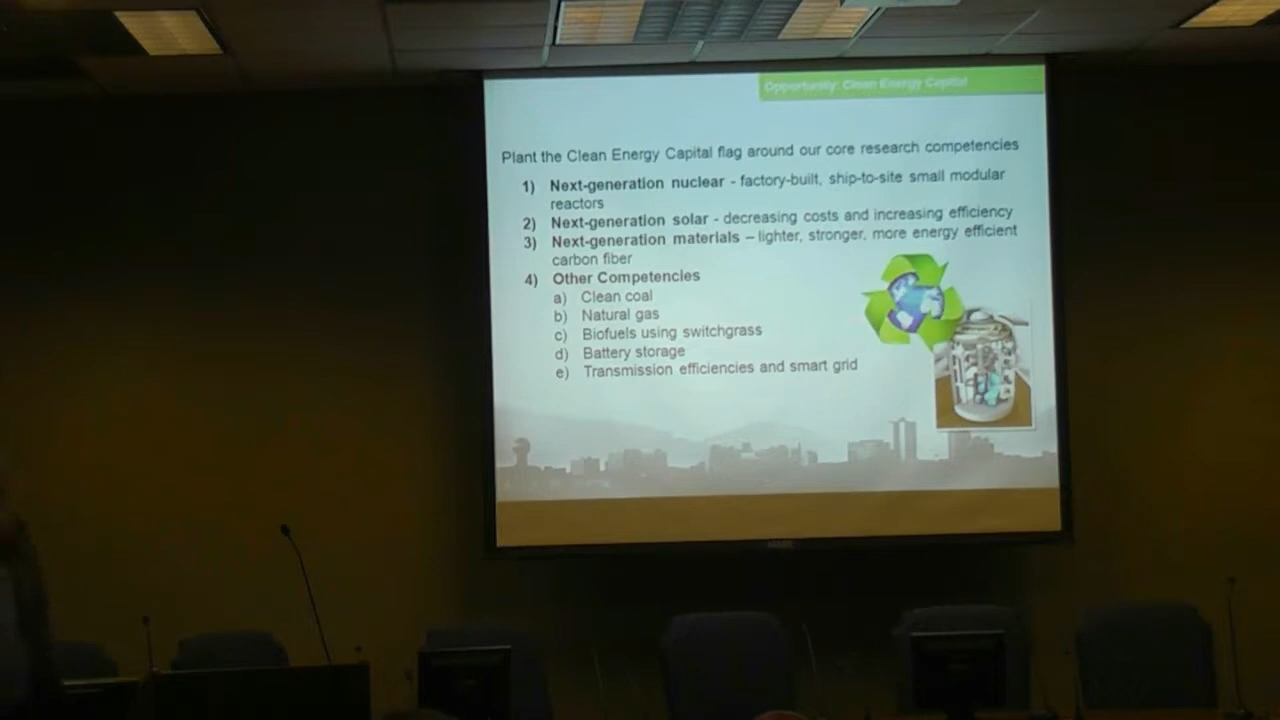 Opportunity: Clean Energy Capital
Plant the Clean Energy Capital flag around our core research competencies
1) Next-generation nuclear - factory-built, ship-to-site small modular
reactors
2) Next-generation solar - decreasing costs and increasing efficiency
3) Next-generation materials – lighter, stronger, more energy efficient
carbon fiber
4) Other Competencies
a) Clean coal
b) Natural gas
c) Biofuels using switchgrass
d) Battery storage
e) Transmission efficiencies and smart grid